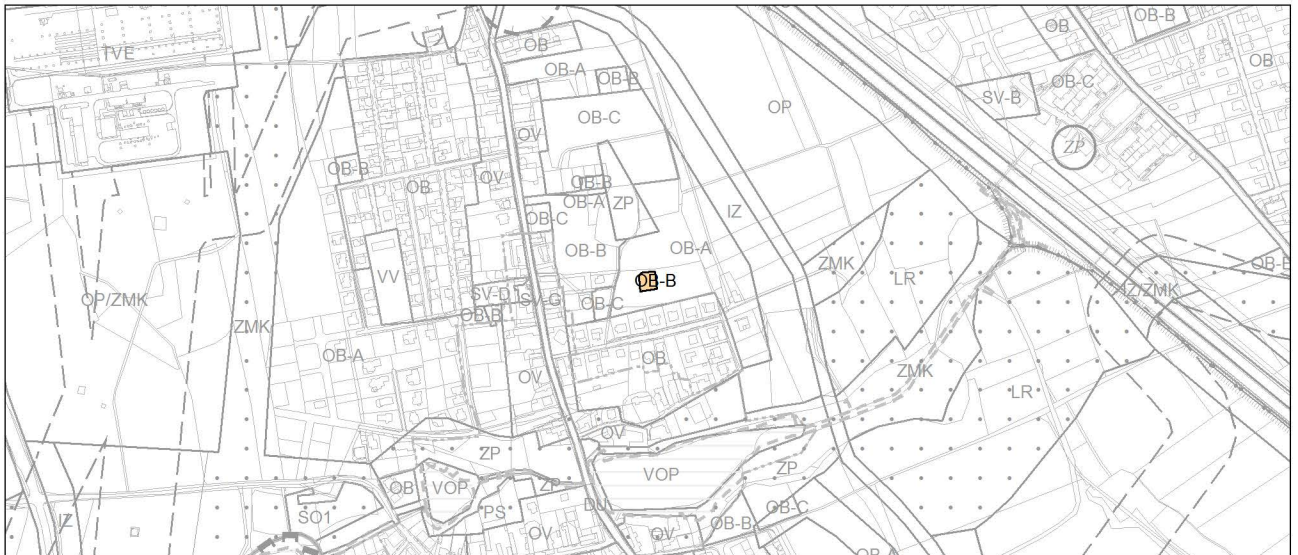 OB
OB-B
TVE
OB
OB
OB-A
OB-B
OB-C
SV-B
OP
OB-C
OV
ZP
OB-B
OB
OV
OB-B
OB-A
ZP
OB-C
IZ
OB-A
OB-B
VV
ZMK
LR
OB-B
SV-D
SV-G
OP/ZMK
ZMK
OB-B
OB-C
IZ/ZMK
OB-A
OB
OV
ZMK
LR
OV
ZP
OB
VOP
ZP
VOP
ZP
SO1
PS
DU
OB-C
IZ
OV
OV
OB-B
OB-A